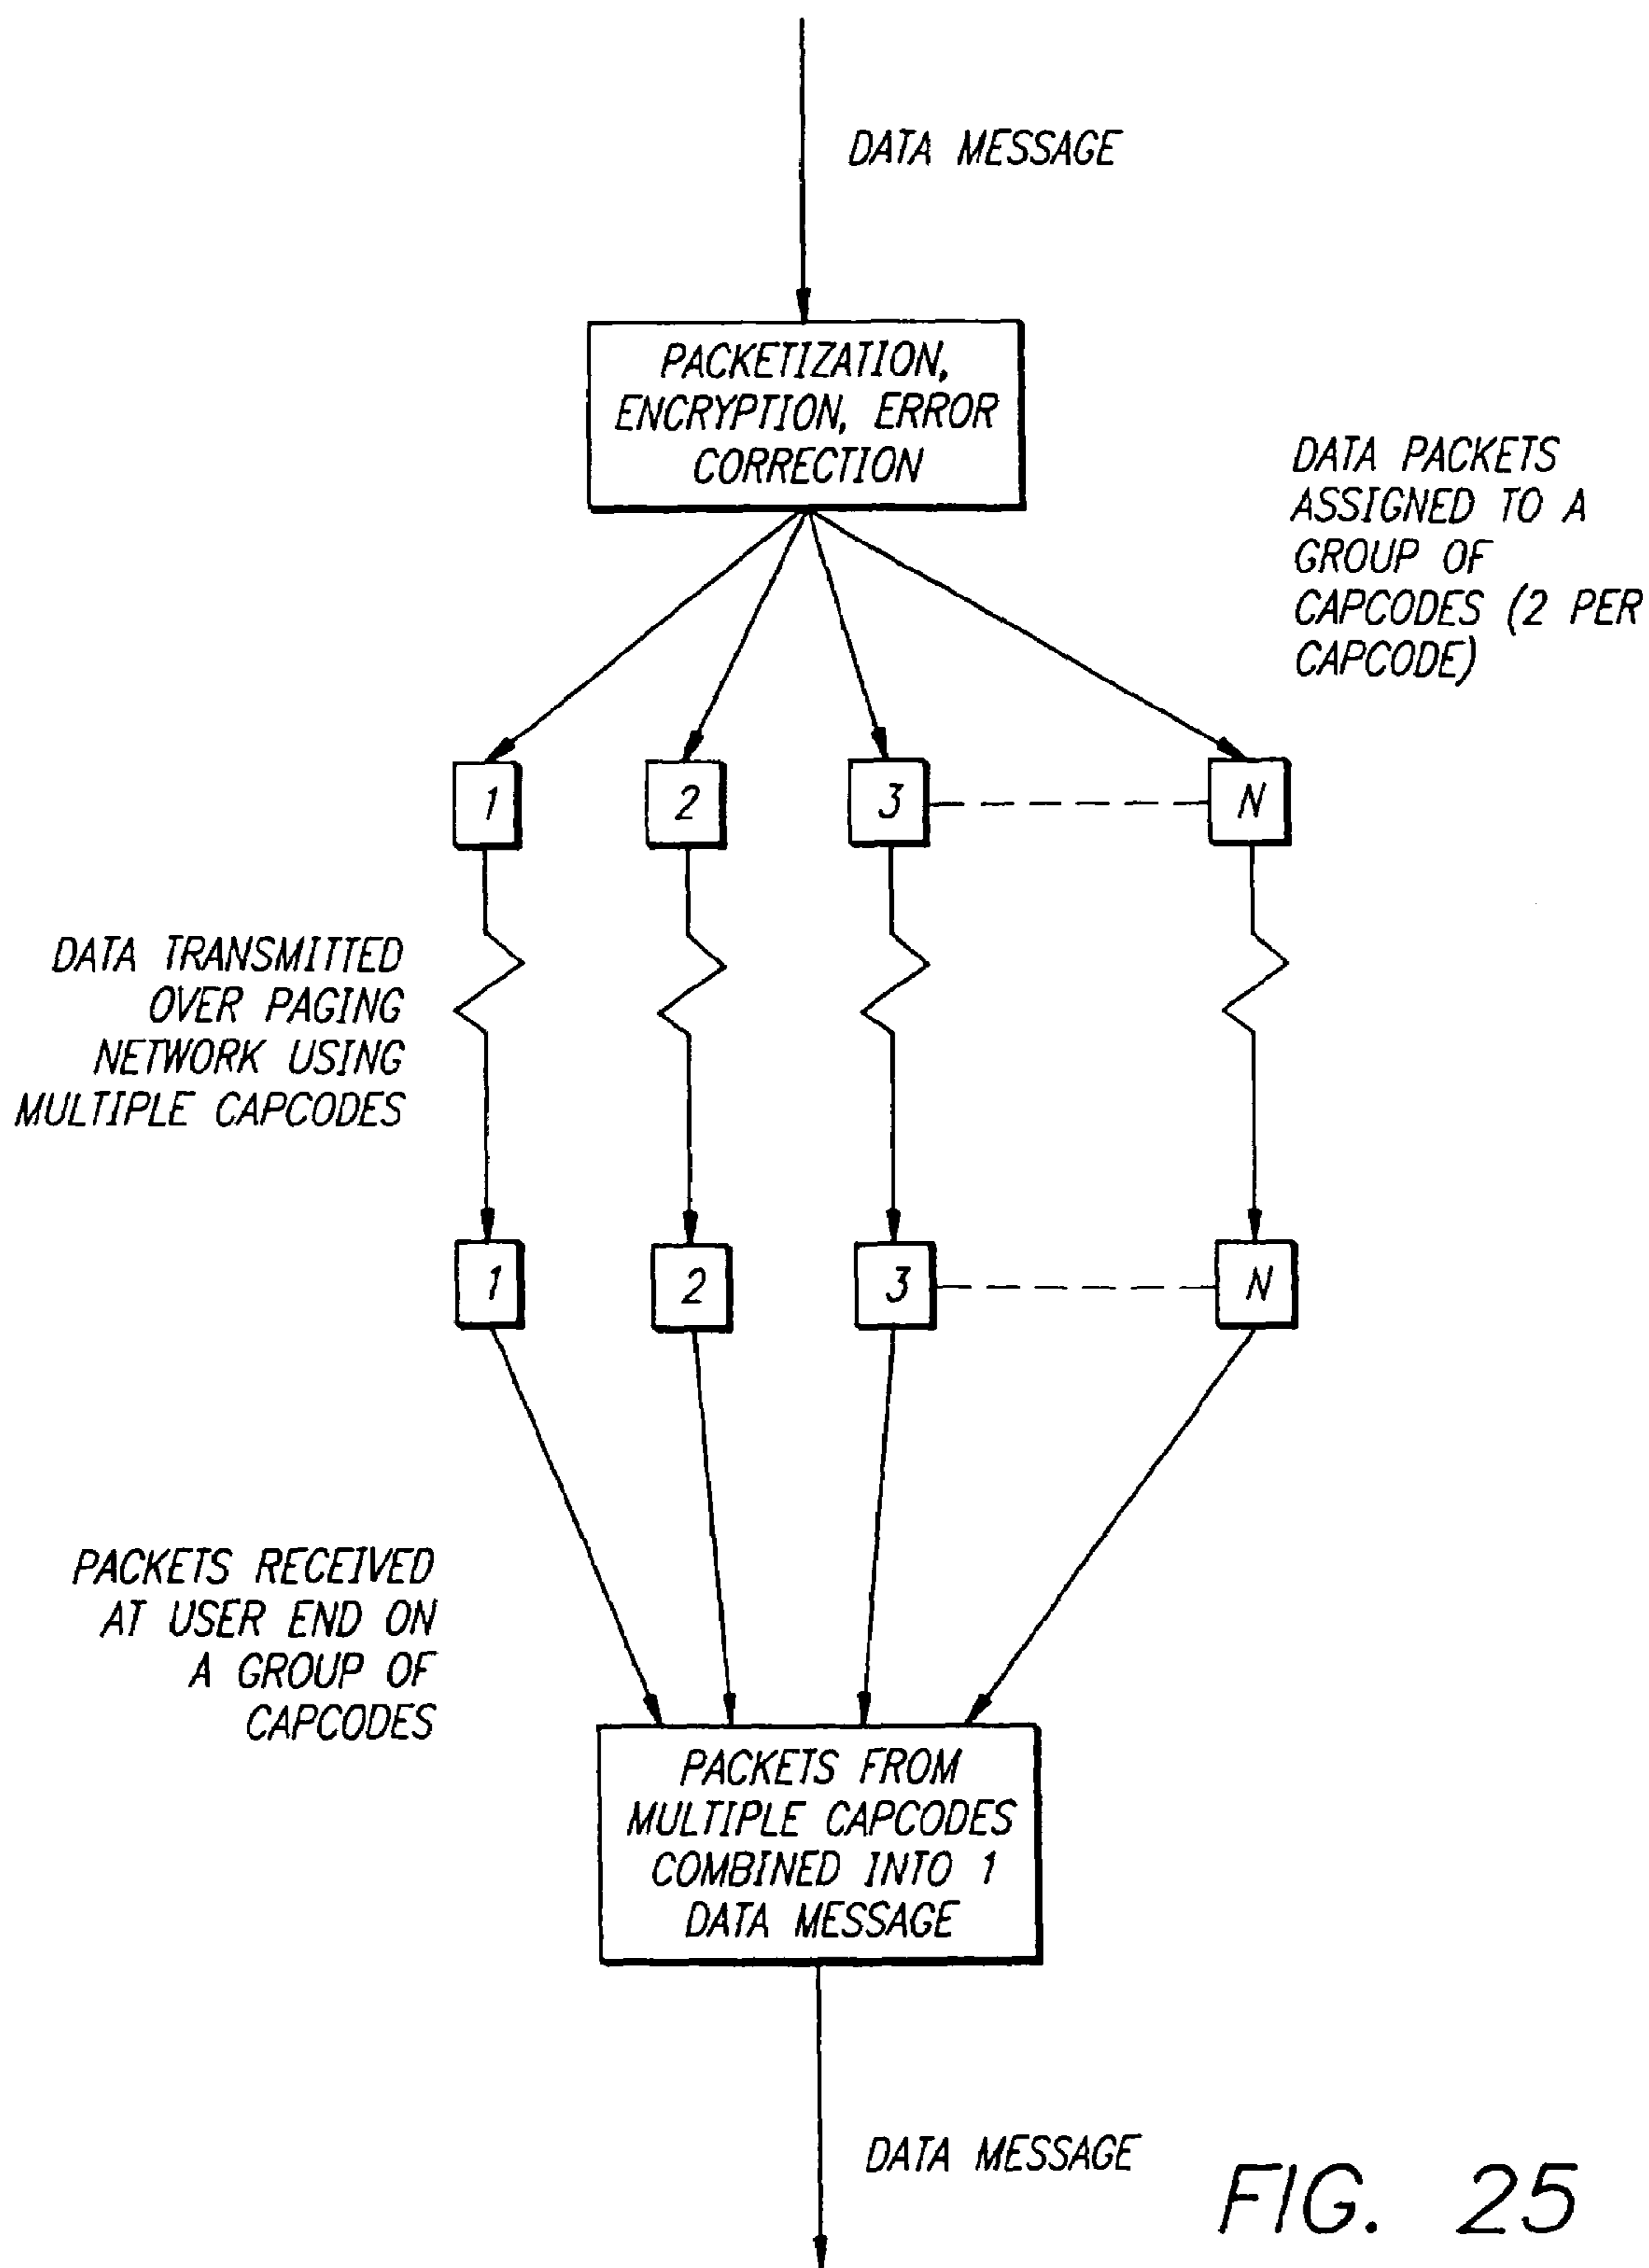 DATA MESSAGE
PACKETIZATION,
ENCRYPTION, ERROR
CORRECTION
DATA PACKETS
ASSIGNED TO A
GROUP OF
CAPCODES (2 PER
CAPCODE)
1
2
3
N
DATA TRANSMITTED
OVER PAGING
NETWORK USING
MULTIPLE CAPCODES
1
2
3
N
PACKETS RECEIVED
AT USER END ON
A GROUP OF
CAPCODES
PACKETS FROM
MULTIPLE CAPCODES
COMBINED INTO 1
DATA MESSAGE
DATA MESSAGE
FIG. 25